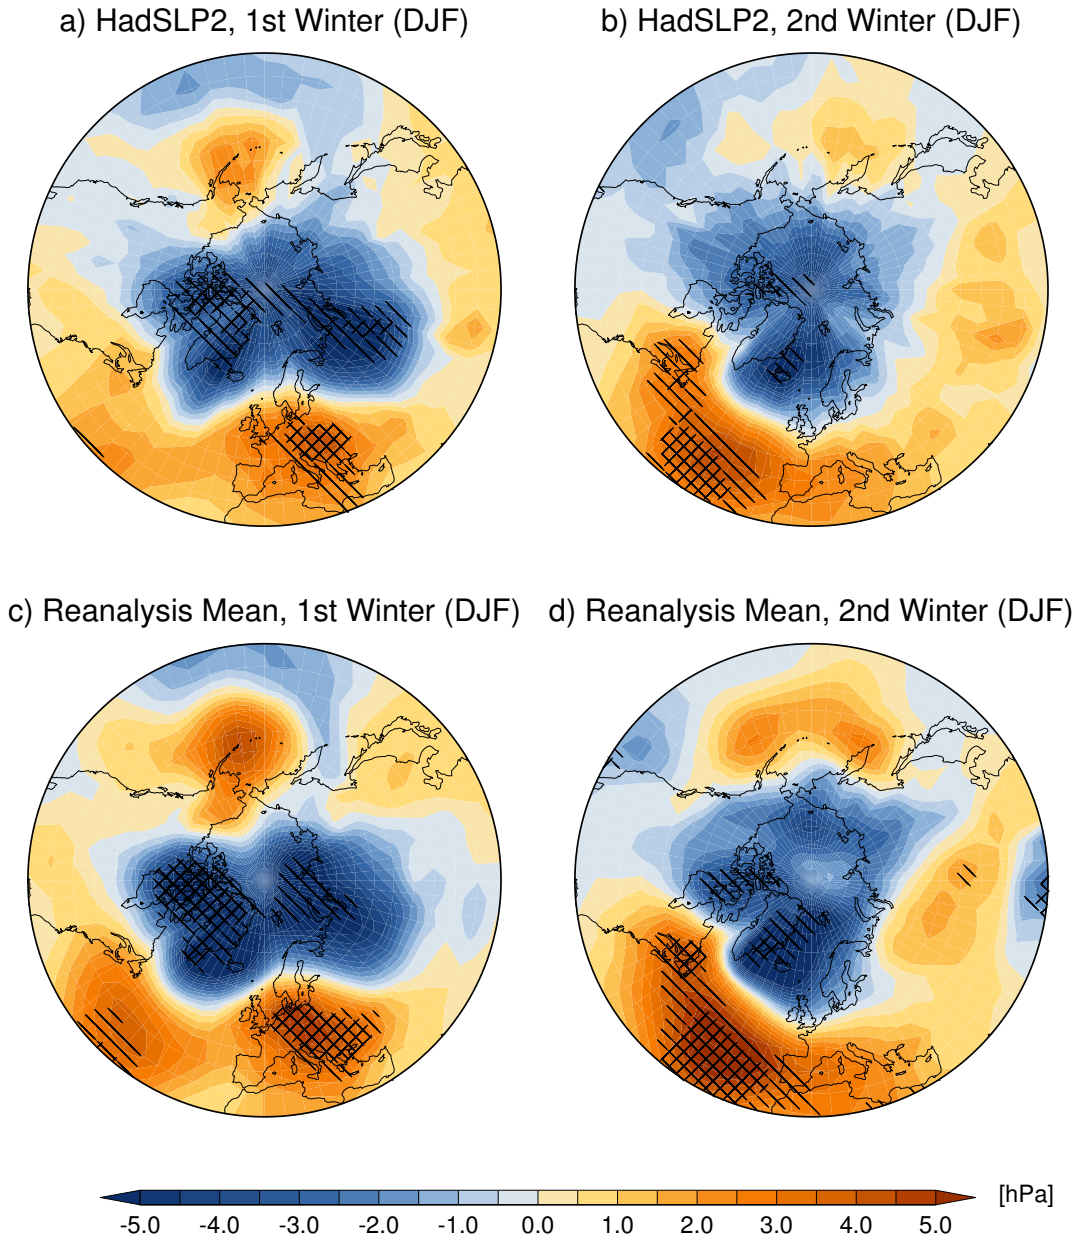 a) HadSLP2, 1st Winter (DJF)
b) HadSLP2, 2nd Winter (DJF)
c) Reanalysis Mean, 1st Winter (DJF)
d) Reanalysis Mean, 2nd Winter (DJF)
[hPa]
-5.0 -4.0 -3.0 -2.0 -1.0 0.0 1.0 2.0 3.0 4.0 5.0